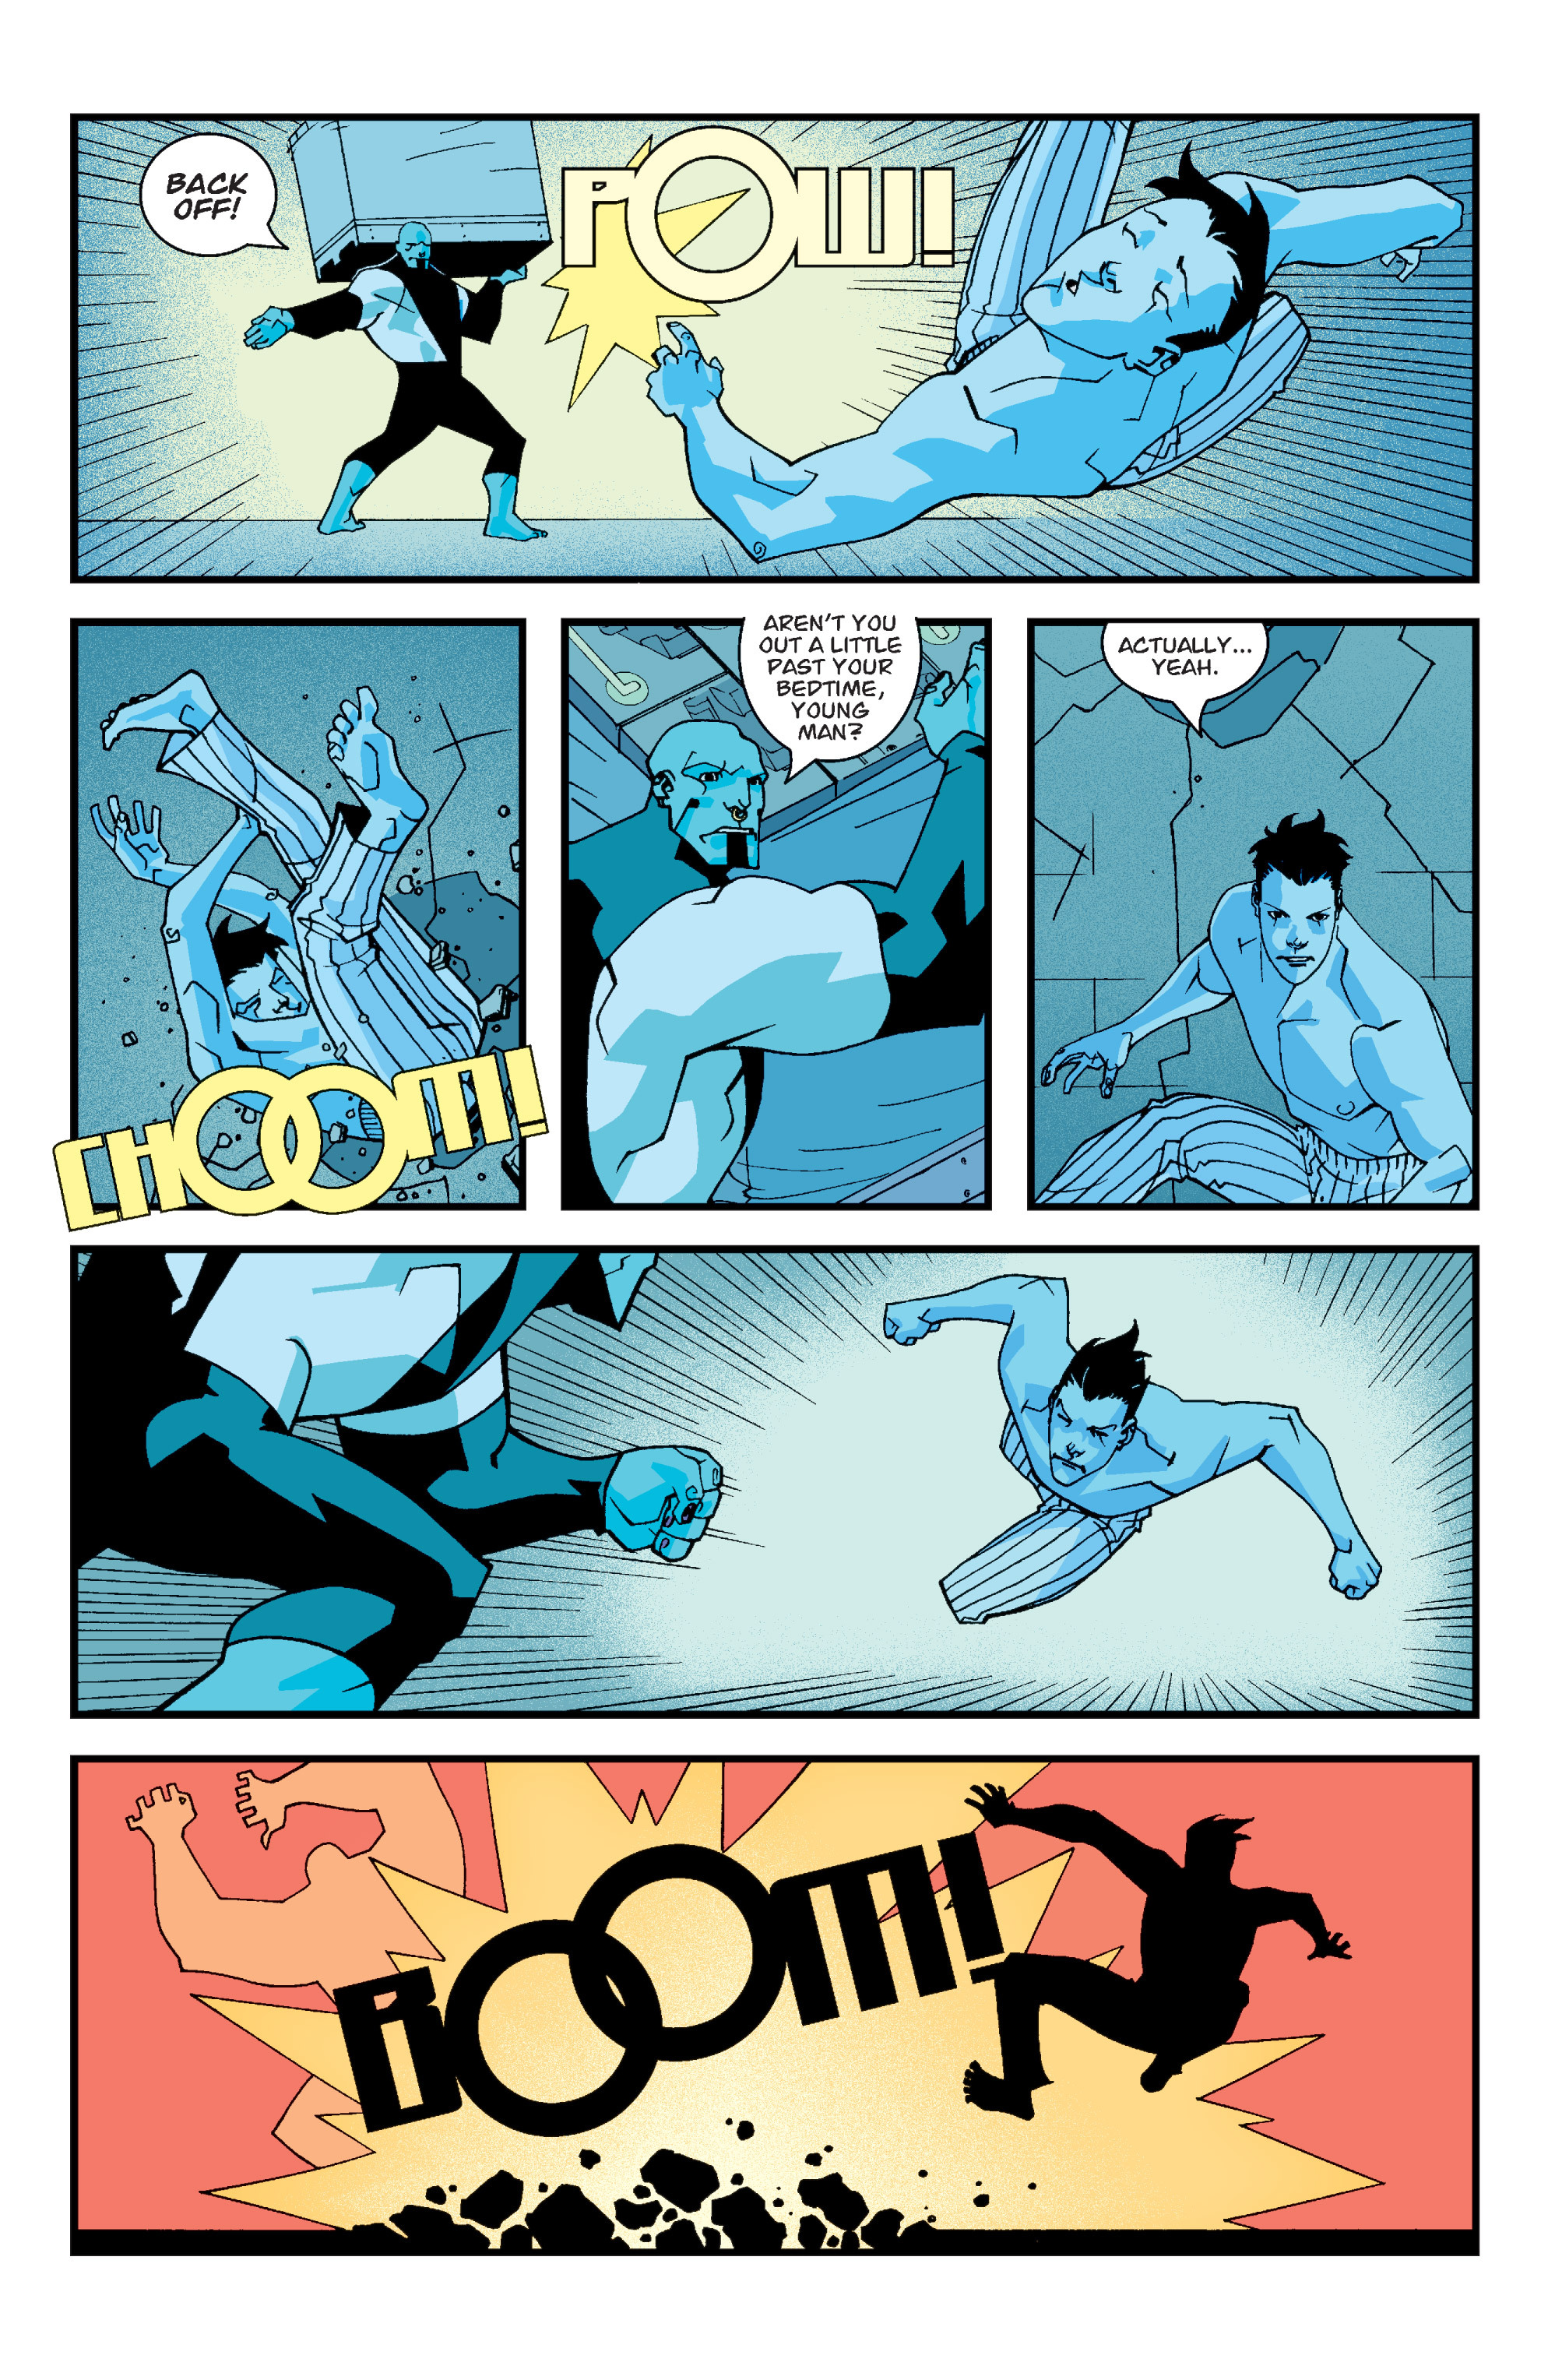 BACK
OFF!
POW!
CHOOM!
AREN'T YOU
OUT A LITTLE
PAST YOUR
BEDTIME,
YOUNG
MAN?
ACTUALLY...
YEAH.
BOOM!